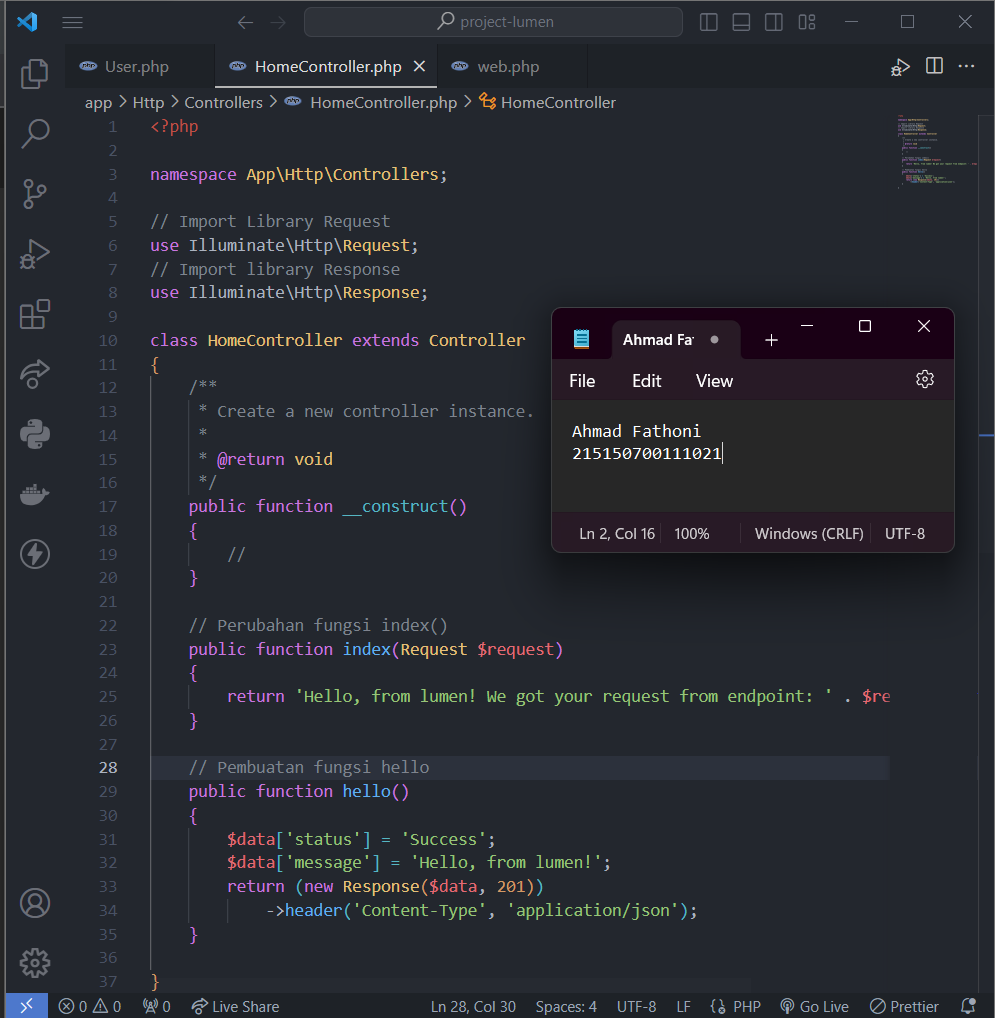 project-lumen
User.php
HomeController.php
web.php
app > Http > Controllers > HomeController.php > HomeController
1 <?php
2
3 namespace App\Http\Controllers;
4
5 // Import Library Request
6 use Illuminate\Http\Request;
7 // Import library Response
8 use Illuminate\Http\Response;
9
10 class HomeController extends Controller
11 {
12 /**
13 * Create a new controller instance.
14 *
15 * @return void
16 */
17 public function __construct()
18 {
19 //
20 }
21
22 // Perubahan fungsi index()
23 public function index(Request $request)
24 {
25 return 'Hello, from lumen! We got your request from endpoint: ' . $re
26 }
27
28 // Pembuatan fungsi hello
29 public function hello()
30 {
31 $data['status'] = 'Success';
32 $data['message'] = 'Hello, from lumen!';
33 return (new Response($data, 201))
34 ->header('Content-Type', 'application/json');
35 }
36
37 }
Ahmad Fa
File Edit View
Ahmad Fathoni
215150700111021
Ln 2, Col 16 100% Windows (CRLF) UTF-8
0 0 0 Live Share Ln 28, Col 30 Spaces: 4 UTF-8 LF PHP Go Live Prettier